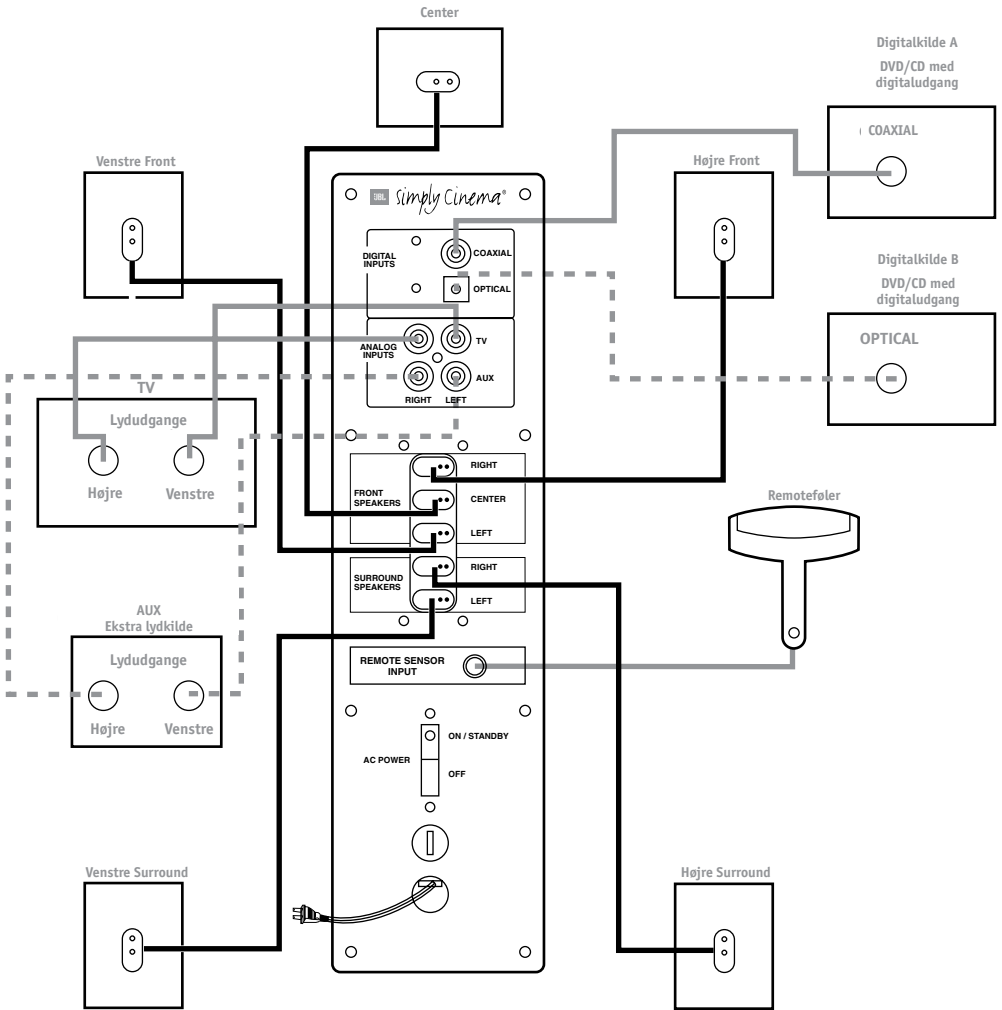 Center
Digitalkilde A
DVD/CD med
digitaludgang
COAXIAL
Venstre Front
Højre Front
JBL Simply Cinema®
DIGITAL
INPUTS
COAXIAL
OPTICAL
Digitalkilde B
DVD/CD med
digitaludgang
OPTICAL
ANALOG
INPUTS
TV
AUX
RIGHT LEFT
TV
Lydudgange
Højre Venstre
FRONT
SPEAKERS
RIGHT
CENTER
LEFT
SURROUND
SPEAKERS
RIGHT
LEFT
Remoteføler
AUX
Ekstra lydkilde
Lydudgange
Højre Venstre
REMOTE SENSOR
INPUT
AC POWER
ON / STANDBY
OFF
Venstre Surround
Højre Surround